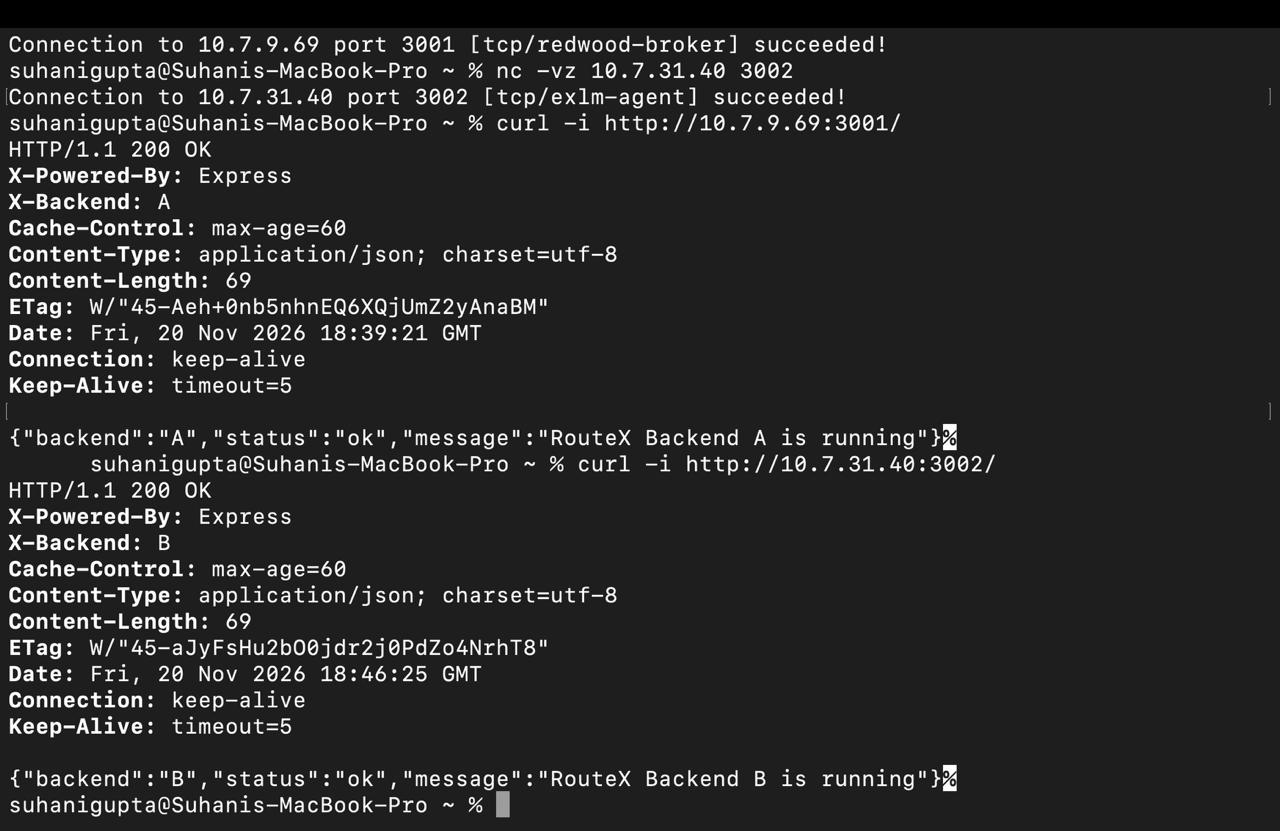 Connection to 10.7.9.69 port 3001 [tcp/redwood-broker] succeeded!
suhanigupta@Suhanis-MacBook-Pro ~ % nc -vz 10.7.31.40 3002
Connection to 10.7.31.40 port 3002 [tcp/exlm-agent] succeeded!
suhanigupta@Suhanis-MacBook-Pro ~ % curl -i http://10.7.9.69:3001/
HTTP/1.1 200 OK
X-Powered-By: Express
X-Backend: A
Cache-Control: max-age=60
Content-Type: application/json; charset=utf-8
Content-Length: 69
ETag: W/"45-Aeh+0nb5nhnEQ6XQjUmZ2yAnaBM"
Date: Fri, 20 Nov 2026 18:39:21 GMT
Connection: keep-alive
Keep-Alive: timeout=5

{"backend":"A","status":"ok","message":"RouteX Backend A is running"}%
      suhanigupta@Suhanis-MacBook-Pro ~ % curl -i http://10.7.31.40:3002/
HTTP/1.1 200 OK
X-Powered-By: Express
X-Backend: B
Cache-Control: max-age=60
Content-Type: application/json; charset=utf-8
Content-Length: 69
ETag: W/"45-aJyFsHu2bO0jdr2j0PdZo4NrhT8"
Date: Fri, 20 Nov 2026 18:46:25 GMT
Connection: keep-alive
Keep-Alive: timeout=5

{"backend":"B","status":"ok","message":"RouteX Backend B is running"}%
suhanigupta@Suhanis-MacBook-Pro ~ %